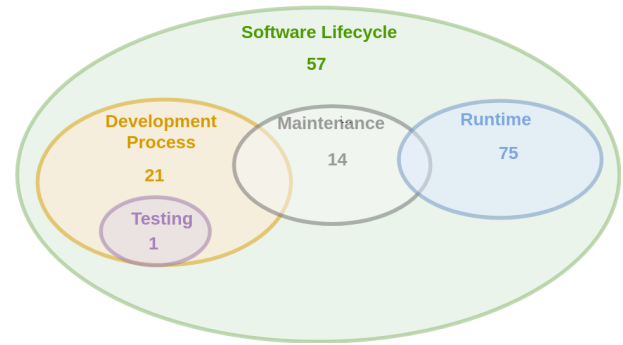 Software Lifecycle
57
Development
Process
21
Testing
1
Maintenance
14
Runtime
75